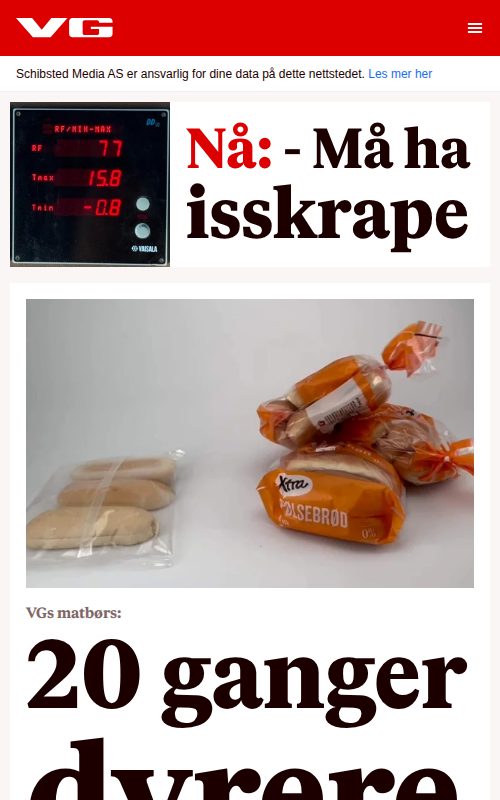 VG
Schibsted Media AS er ansvarlig for dine data på dette nettstedet. Les mer her
RF/MIN-MAX
RF 77
Tmax 15.8
Tmin -0.8
VAISALA
Nå: - Må ha
isskrape
Xtra
PØLSEBRØD
0%
VGs matbørs:
20 ganger
dyrere